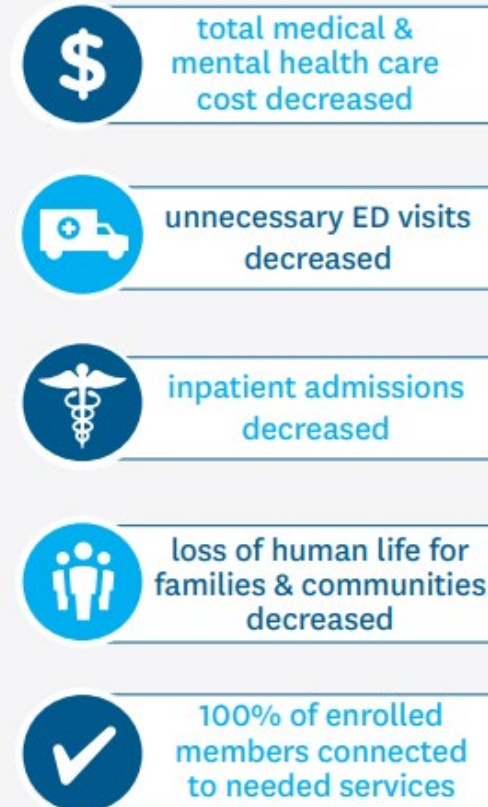 $
total medical &
mental health care
cost decreased
unnecessary ED visits
decreased
inpatient admissions
decreased
loss of human life for
families & communities
decreased
100% of enrolled
members connected
to needed services